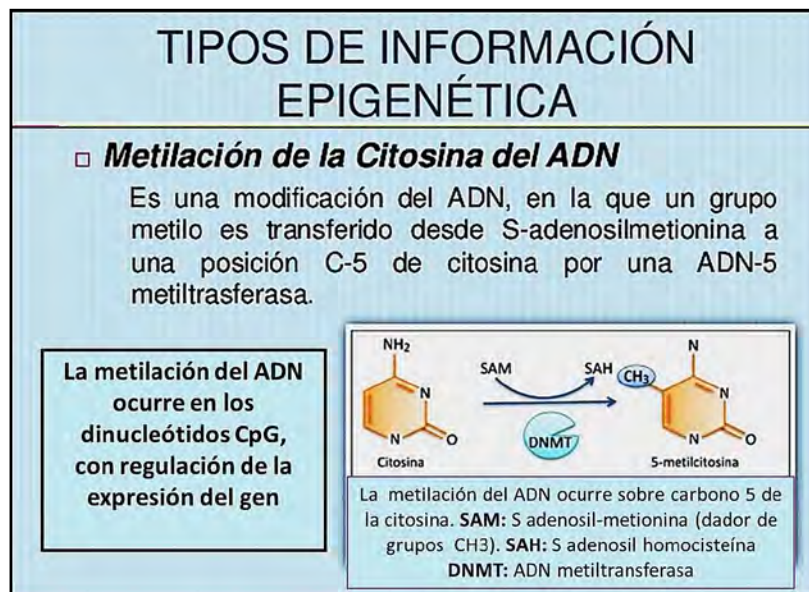 TIPOS DE INFORMACIÓN
EPIGENÉTICA
Metilación de la Citosina del ADN
Es una modificación del ADN, en la que un grupo
metilo es transferido desde S-adenosilmetionina a
una posición C-5 de citosina por una ADN-5
metiltrasferasa.
La metilación del ADN
ocurre en los
dinucleótidos CpG,
con regulación de la
expresión del gen
NH₂
N
N
O
Citosina
SAM
SAH
DNMT
N
CH₃
N
N
O
5-metilcitosina
La metilación del ADN ocurre sobre carbono 5 de
la citosina. SAM: S adenosil-metionina (dador de
grupos CH3). SAH: S adenosil homocisteína
DNMT: ADN metiltransferasa